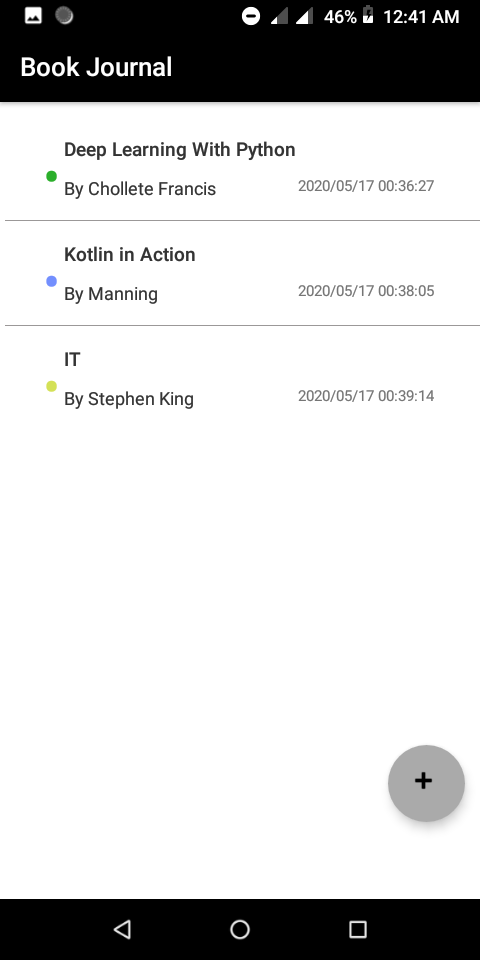 46% 12:41 AM
Book Journal
Deep Learning With Python
By Chollete Francis 2020/05/17 00:36:27
Kotlin in Action
By Manning 2020/05/17 00:38:05
IT
By Stephen King 2020/05/17 00:39:14
+